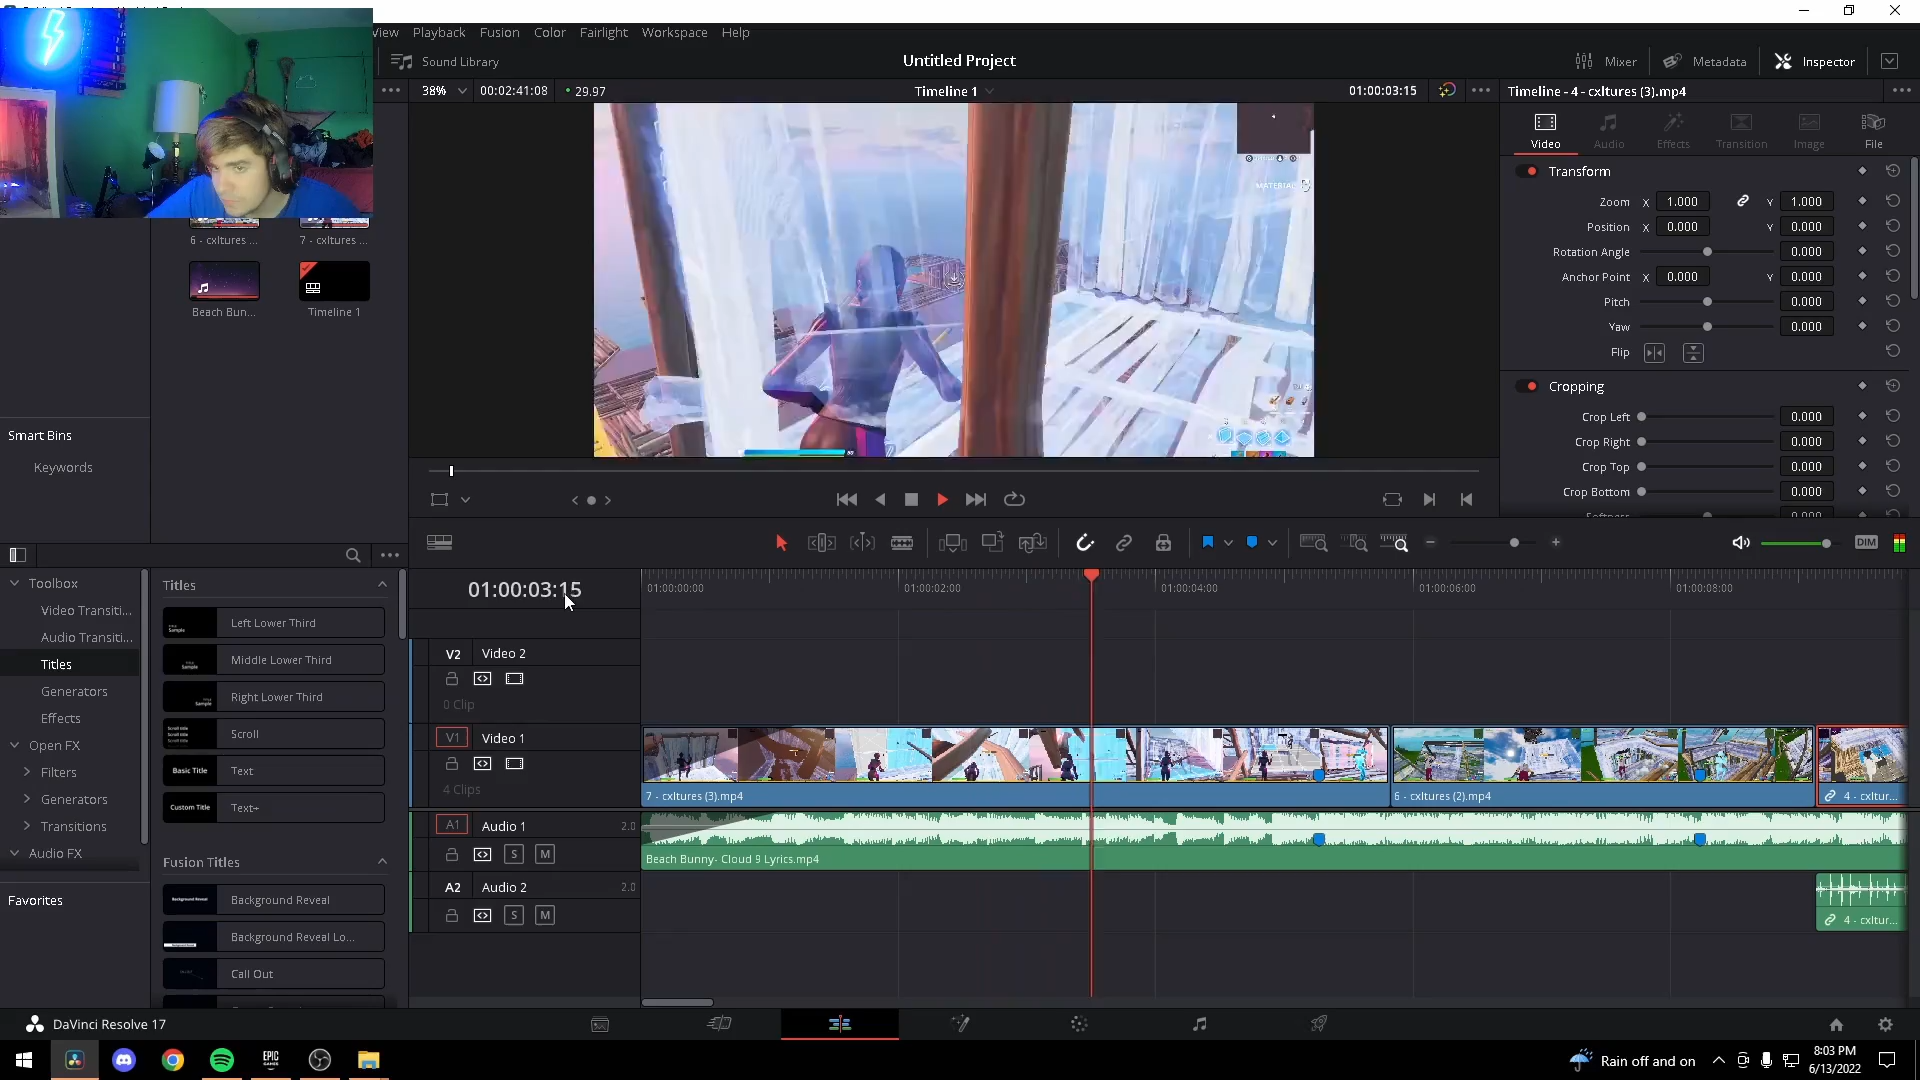 View Playback Fusion Color Fairlight Workspace Help
Sound Library
Untitled Project
Mixer
Metadata
Inspector
38%
00:02:41:08
29.97
Timeline 1
01:00:03:15
Timeline - 4 - cxltures (3).mp4
Video
Audio
Effects
Transition
Image
File
Transform
Zoom X 1.000 Y 1.000
Position X 0.000 Y 0.000
Rotation Angle 0.000
Anchor Point X 0.000 Y 0.000
Pitch 0.000
Yaw 0.000
Flip
Cropping
Crop Left 0.000
Crop Right 0.000
Crop Top 0.000
Crop Bottom 0.000
MATERIAL
6 - cxltures ...
7 - cxltures ...
Beach Bun...
Timeline 1
Smart Bins
Keywords
DIM
Toolbox
Video Transiti...
Audio Transiti...
Titles
Generators
Effects
Open FX
Filters
Generators
Transitions
Audio FX
Favorites
Titles
Left Lower Third
Middle Lower Third
Right Lower Third
Scroll
Basic Title
Text
Custom Title
Text+
Fusion Titles
Background Reveal
Background Reveal Lo...
Call Out
01:00:03:15
01:00:00:00
01:00:02:00
01:00:04:00
01:00:06:00
01:00:08:00
V2 Video 2
0 Clip
V1 Video 1
4 Clips
7 - cxltures (3).mp4
6 - cxltures (2).mp4
4 - cxltur...
A1 Audio 1 2.0
S M
Beach Bunny- Cloud 9 Lyrics.mp4
A2 Audio 2 2.0
S M
4 - cxltur...
DaVinci Resolve 17
EPIC GAMES
Rain off and on
8:03 PM
6/13/2022